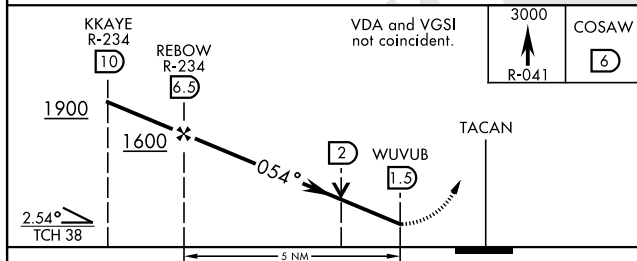 KKAYE
R-234
10
REBOW
R-234
6.5
VDA and VGSI
not coincident.
3000
R-041
COSAW
6
1900
1600
054°
2
WUVUB
1.5
TACAN
2.54°
TCH 38
5 NM